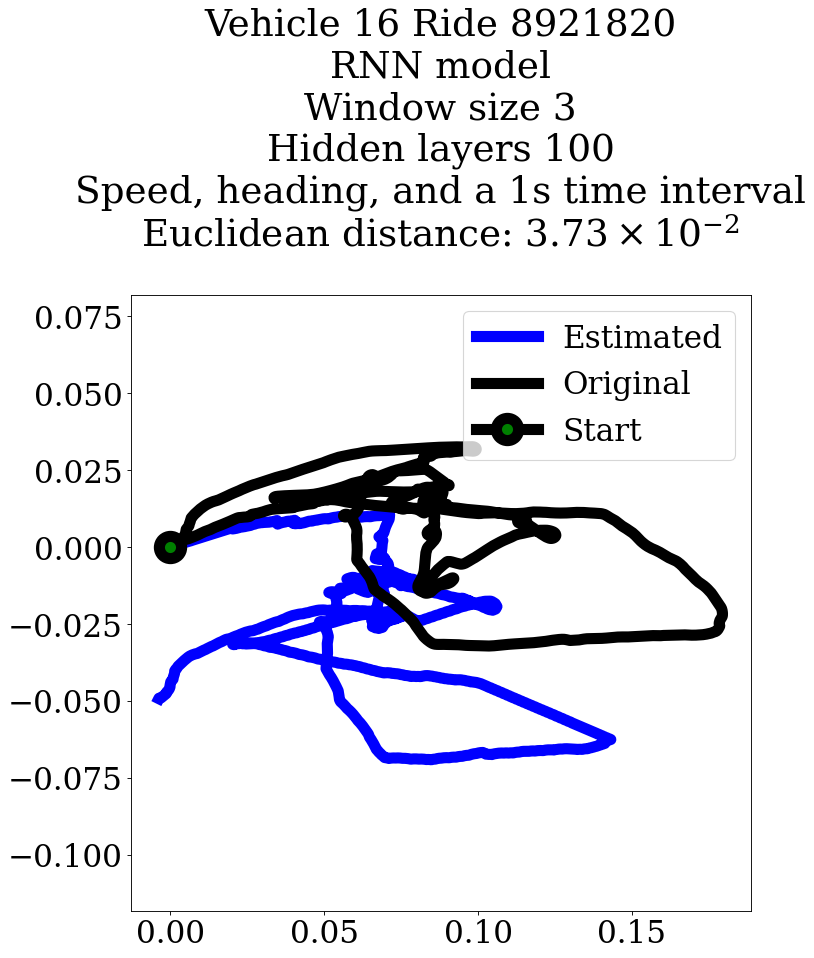 Vehicle 16 Ride 8921820
RNN model
Window size 3
Hidden layers 100
Speed, heading, and a 1s time interval
Euclidean distance: 3.73 × 10⁻²
0.075
0.050
0.025
0.000
−0.025
−0.050
−0.075
−0.100
Estimated
Original
Start
0.00 0.05 0.10 0.15